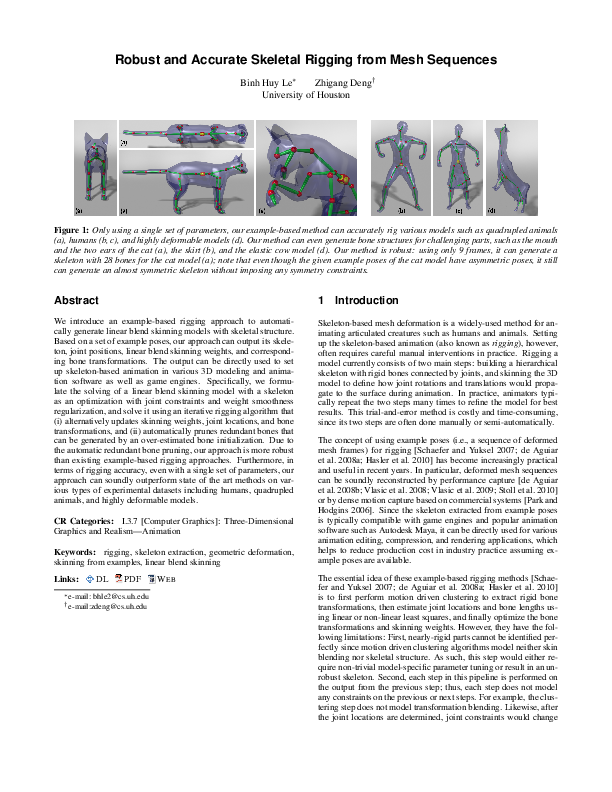 Robust and Accurate Skeletal Rigging from Mesh Sequences
Binh Huy Le∗ Zhigang Deng†
University of Houston
(a)
(a)
(a)
(a)
(b)
(c)
(d)
Figure 1: Only using a single set of parameters, our example-based method can accurately rig various models such as quadrupled animals
(a), humans (b, c), and highly deformable models (d). Our method can even generate bone structures for challenging parts, such as the mouth
and the two ears of the cat (a), the skirt (b), and the elastic cow model (d). Our method is robust: using only 9 frames, it can generate a
skeleton with 28 bones for the cat model (a); note that even though the given example poses of the cat model have asymmetric poses, it still
can generate an almost symmetric skeleton without imposing any symmetry constraints.
Abstract
We introduce an example-based rigging approach to automati-
cally generate linear blend skinning models with skeletal structure.
Based on a set of example poses, our approach can output its skele-
ton, joint positions, linear blend skinning weights, and correspond-
ing bone transformations. The output can be directly used to set
up skeleton-based animation in various 3D modeling and anima-
tion software as well as game engines. Specifically, we formu-
late the solving of a linear blend skinning model with a skeleton
as an optimization with joint constraints and weight smoothness
regularization, and solve it using an iterative rigging algorithm that
(i) alternatively updates skinning weights, joint locations, and bone
transformations, and (ii) automatically prunes redundant bones that
can be generated by an over-estimated bone initialization. Due to
the automatic redundant bone pruning, our approach is more robust
than existing example-based rigging approaches. Furthermore, in
terms of rigging accuracy, even with a single set of parameters, our
approach can soundly outperform state of the art methods on var-
ious types of experimental datasets including humans, quadrupled
animals, and highly deformable models.
CR Categories: I.3.7 [Computer Graphics]: Three-Dimensional
Graphics and Realism—Animation
Keywords: rigging, skeleton extraction, geometric deformation,
skinning from examples, linear blend skinning
Links: DL PDF WEB
∗e-mail: bhle2@cs.uh.edu
†e-mail:zdeng@cs.uh.edu
1 Introduction
Skeleton-based mesh deformation is a widely-used method for an-
imating articulated creatures such as humans and animals. Setting
up the skeleton-based animation (also known as rigging), however,
often requires careful manual interventions in practice. Rigging a
model currently consists of two main steps: building a hierarchical
skeleton with rigid bones connected by joints, and skinning the 3D
model to define how joint rotations and translations would propa-
gate to the surface during animation. In practice, animators typi-
cally repeat the two steps many times to refine the model for best
results. This trial-and-error method is costly and time-consuming,
since its two steps are often done manually or semi-automatically.
The concept of using example poses (i.e., a sequence of deformed
mesh frames) for rigging [Schaefer and Yuksel 2007; de Aguiar
et al. 2008a; Hasler et al. 2010] has become increasingly practical
and useful in recent years. In particular, deformed mesh sequences
can be soundly reconstructed by performance capture [de Aguiar
et al. 2008b; Vlasic et al. 2008; Vlasic et al. 2009; Stoll et al. 2010]
or by dense motion capture based on commercial systems [Park and
Hodgins 2006]. Since the skeleton extracted from example poses
is typically compatible with game engines and popular animation
software such as Autodesk Maya, it can be directly used for various
animation editing, compression, and rendering applications, which
helps to reduce production cost in industry practice assuming ex-
ample poses are available.
The essential idea of these example-based rigging methods [Schae-
fer and Yuksel 2007; de Aguiar et al. 2008a; Hasler et al. 2010]
is to first perform motion driven clustering to extract rigid bone
transformations, then estimate joint locations and bone lengths us-
ing linear or non-linear least squares, and finally optimize the bone
transformations and skinning weights. However, they have the fol-
lowing limitations: First, nearly-rigid parts cannot be identified per-
fectly since motion driven clustering algorithms model neither skin
blending nor skeletal structure. As such, this step would either re-
quire non-trivial model-specific parameter tuning or result in an un-
robust skeleton. Second, each step in this pipeline is performed on
the output from the previous step; thus, each step does not model
any constraints on the previous or next steps. For example, the clus-
tering step does not model transformation blending. Likewise, after
the joint locations are determined, joint constraints would change